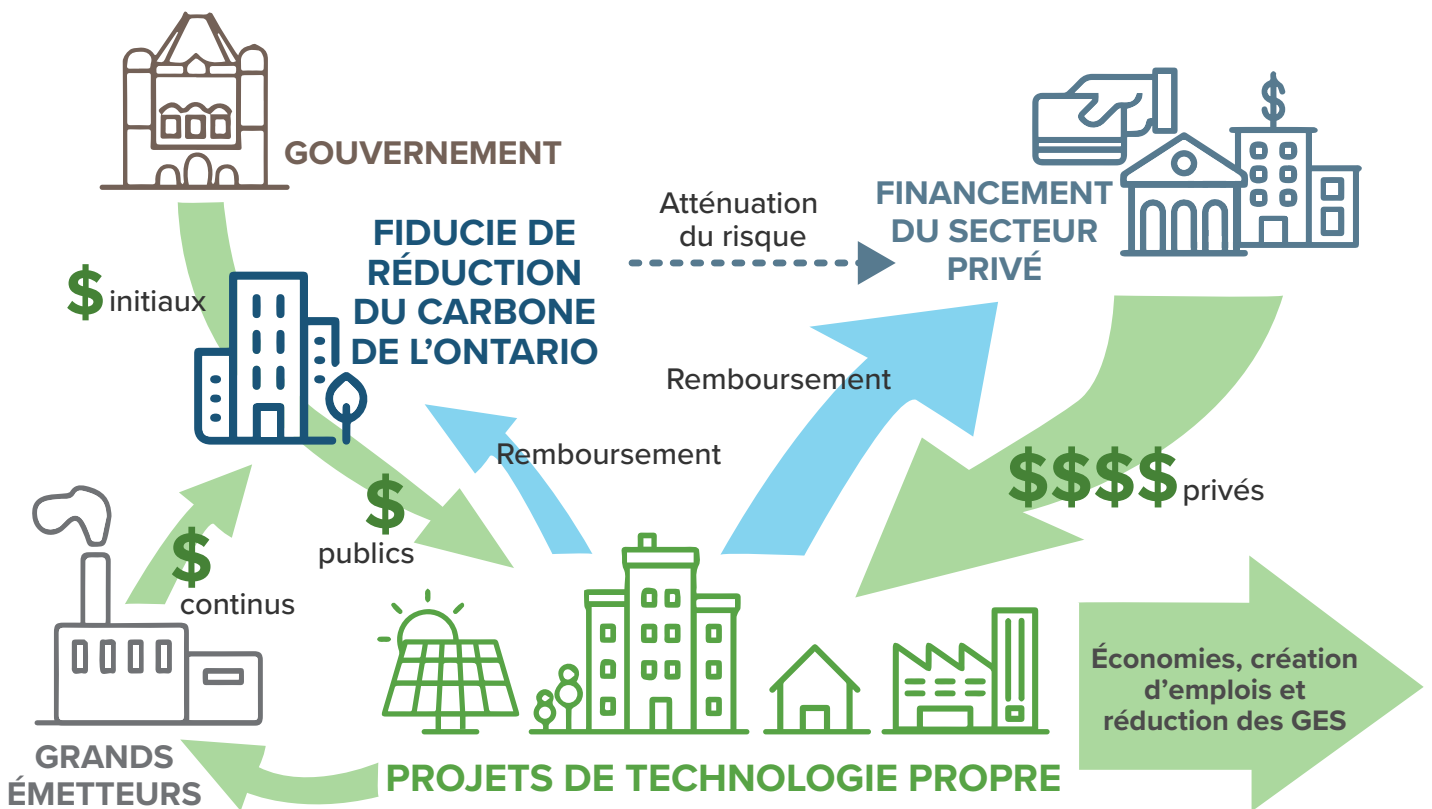 GOUVERNEMENT
$ initiaux
FIDUCIE DE
RÉDUCTION
DU CARBONE
DE L’ONTARIO
Atténuation
du risque
FINANCEMENT
DU SECTEUR
PRIVÉ
$
Remboursement
Remboursement
$$$$ privés
$
publics
$
continus
GRANDS
ÉMETTEURS
PROJETS DE TECHNOLOGIE PROPRE
Économies, création
d’emplois et
réduction des GES